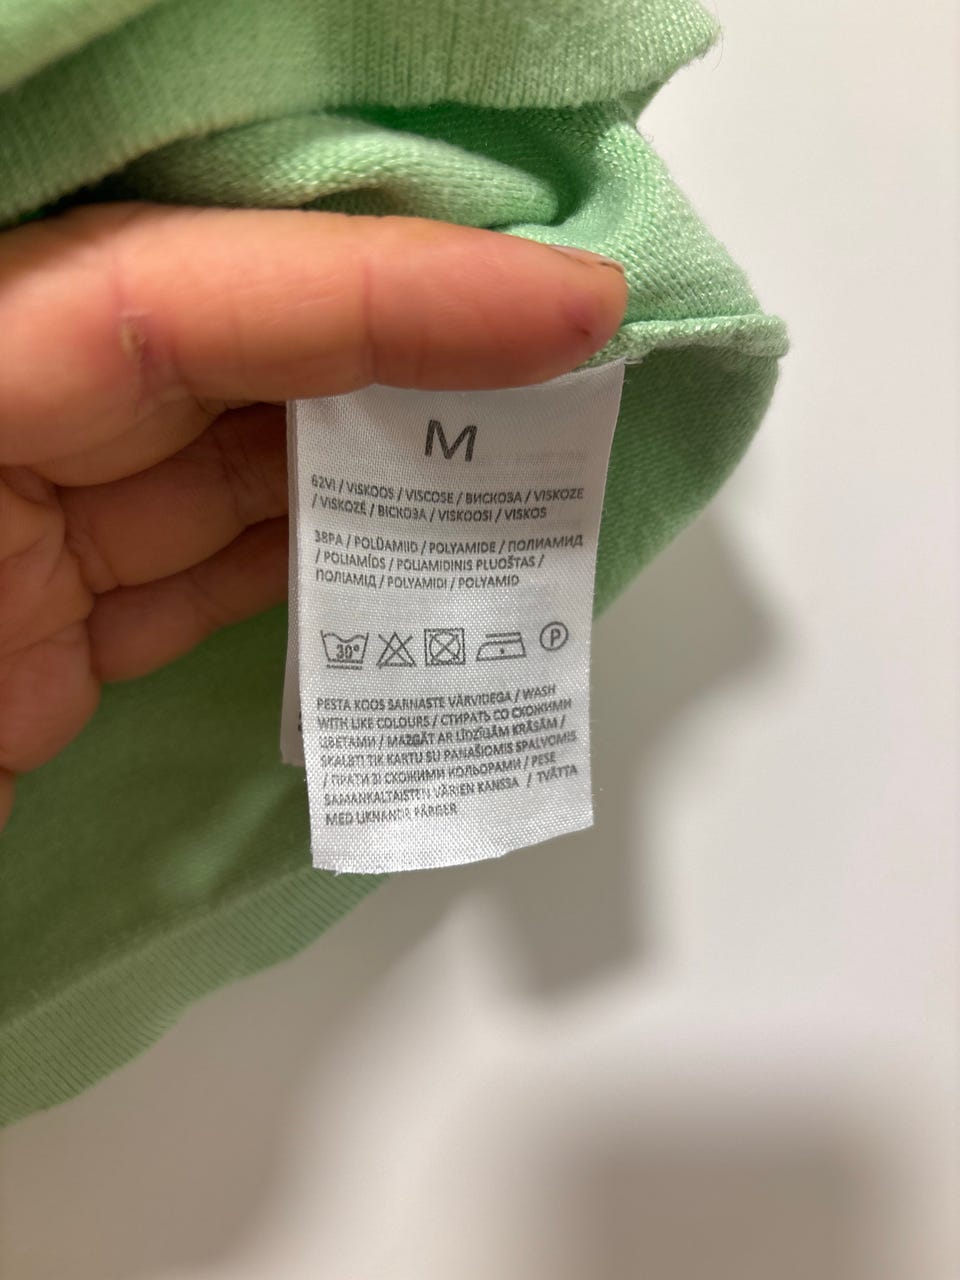 M
62VI / VISKOOS / VISCOSE / ВИСКОЗА / VISKOZE
/ VISKOZĖ / ВІСКОЗА / VISKOOSI / VISKOS
38PA / POLÜAMIID / POLYAMIDE / ПОЛИАМИД
/ POLIAMĪDS / POLIAMIDINIS PLUOŠTAS /
ПОЛІАМІД / POLYAMIDI / POLYAMID
30° P
PESTA KOOS SARNASTE VÄRVIDEGA / WASH
WITH LIKE COLOURS / СТИРАТЬ СО СХОЖИМИ
ЦВЕТАМИ / MAZGĀT AR LĪDZĪGĀM KRĀSĀM /
SKALBTI TIK KARTU SU PANAŠIOMIS SPALVOMIS
/ ПРАТИ ЗІ СХОЖИМИ КОЛЬОРАМИ / PESE
SAMANKALTAISTEN VÄRIEN KANSSA / TVÄTTA
MED LIKNANDE FÄRGER